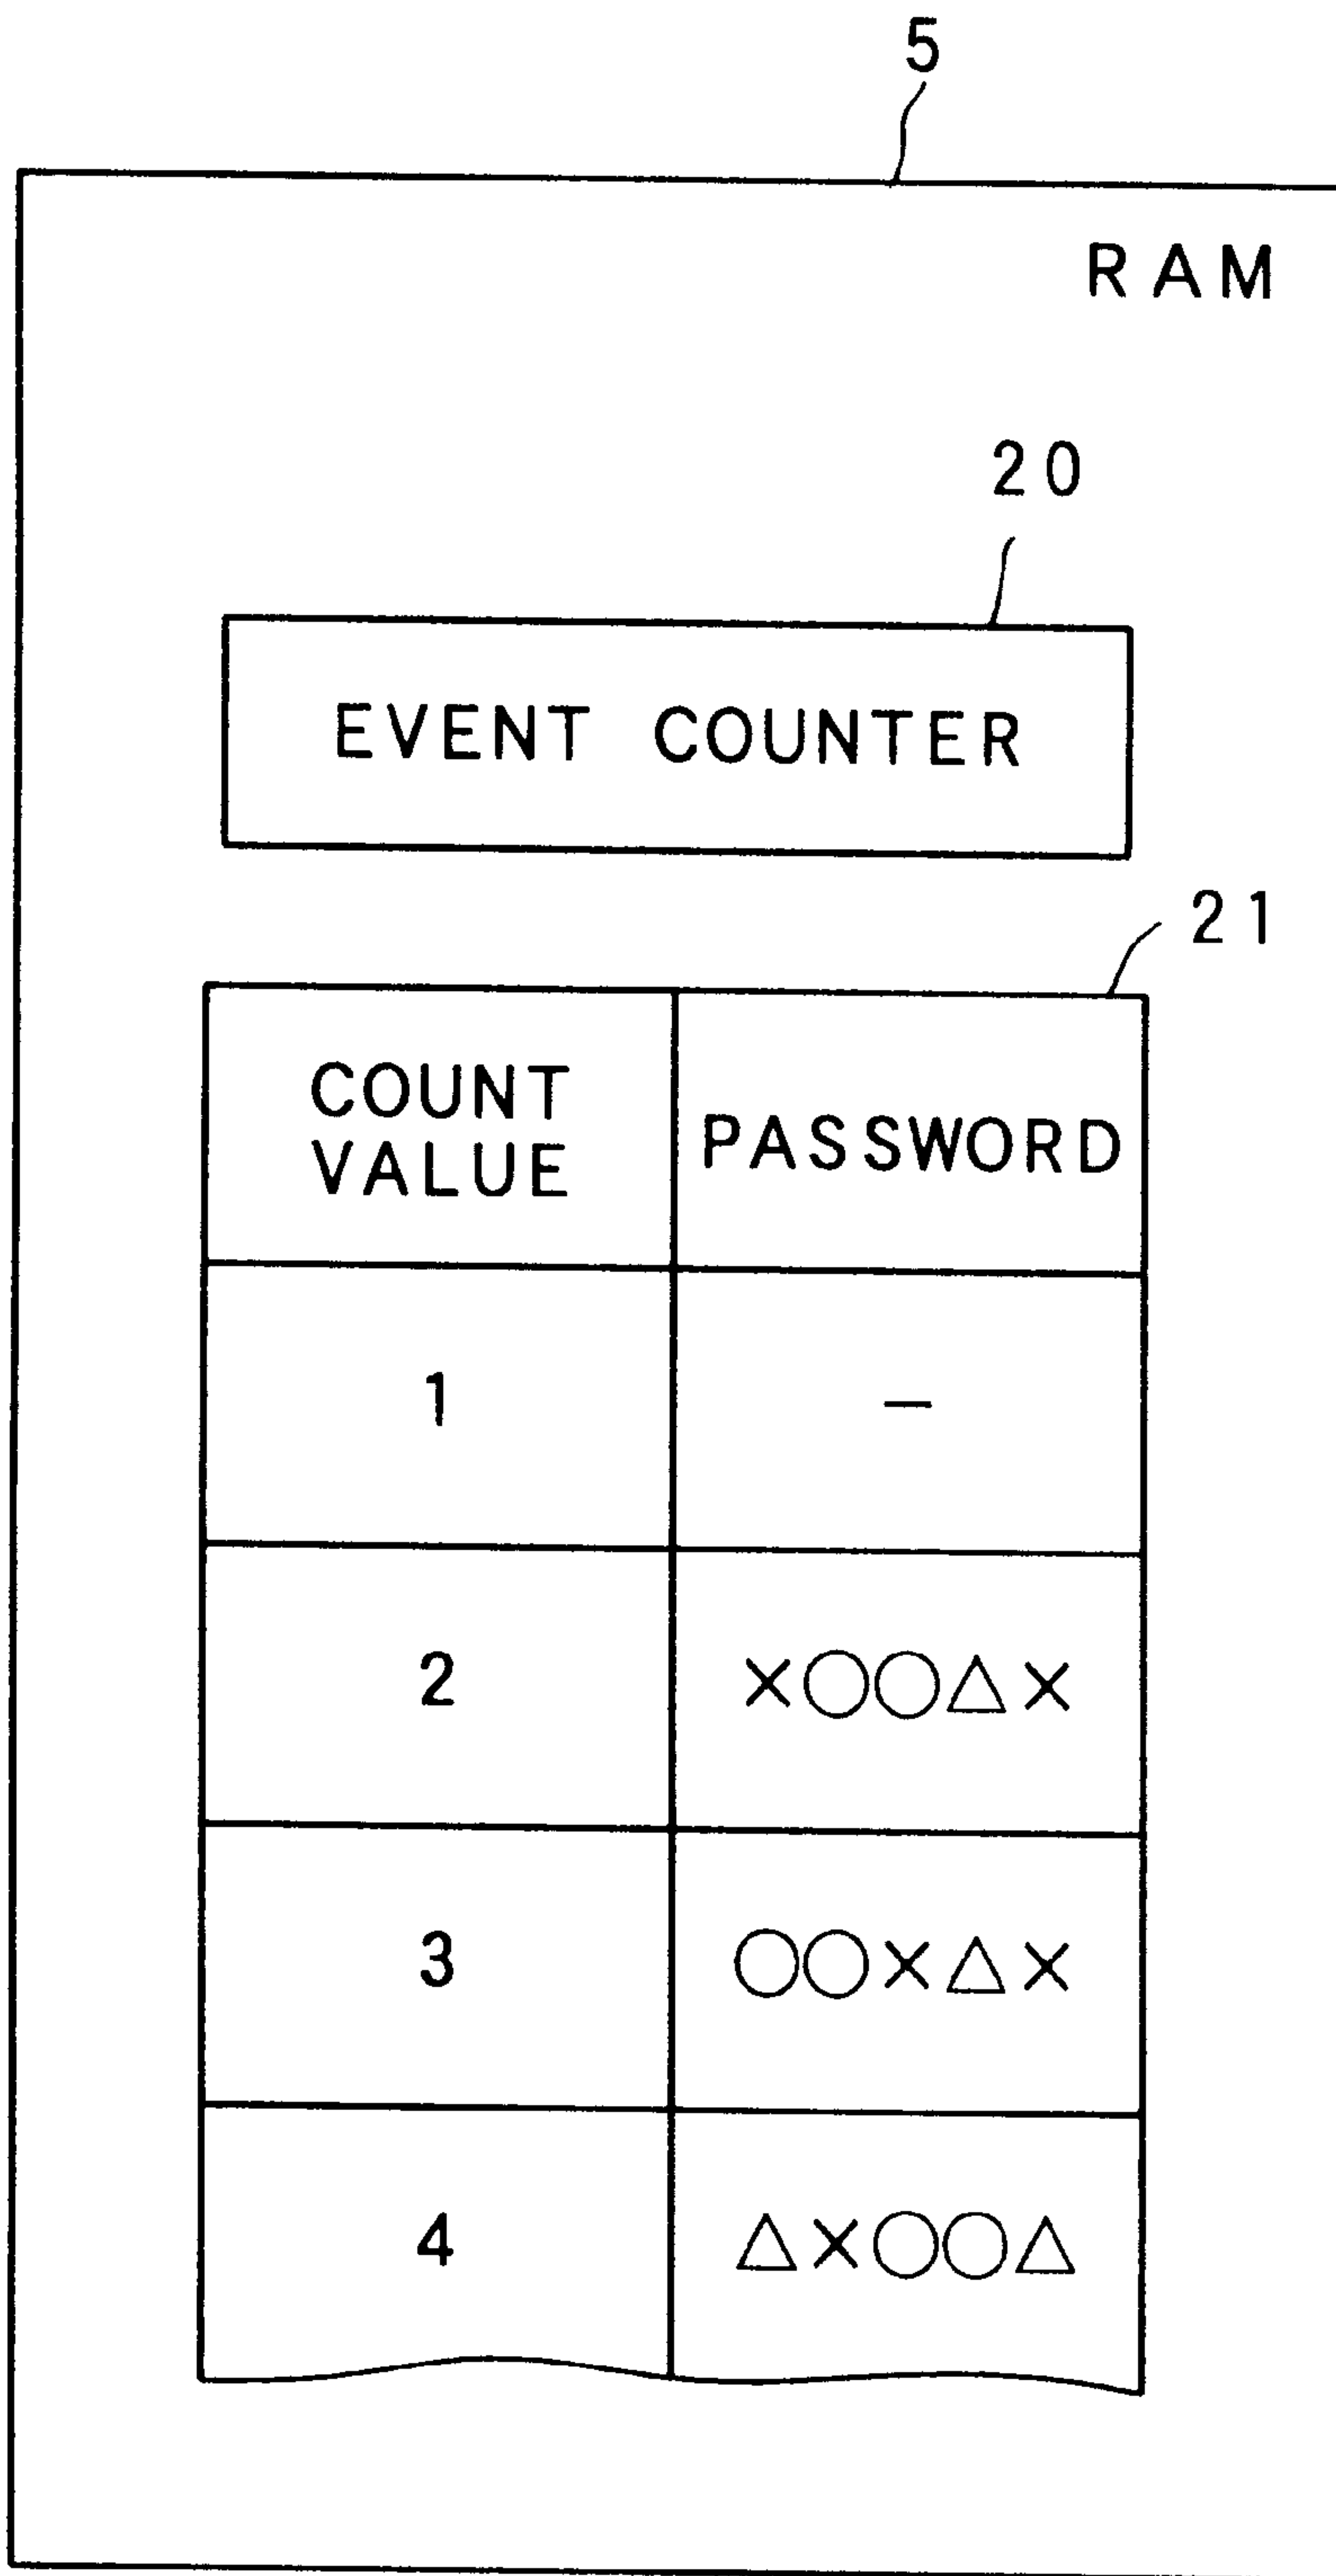 5
RAM
20
EVENT COUNTER
21
COUNT
VALUE
PASSWORD
1 –
2 ×○○△×
3 ○○×△×
4 △×○○△